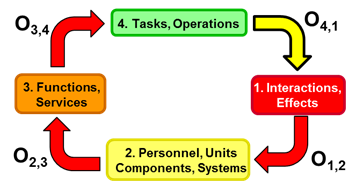 4. Tasks, Operations
O4,1
1. Interactions,
Effects
O1,2
2. Personnel, Units
Components, Systems
O2,3
3. Functions,
Services
O3,4